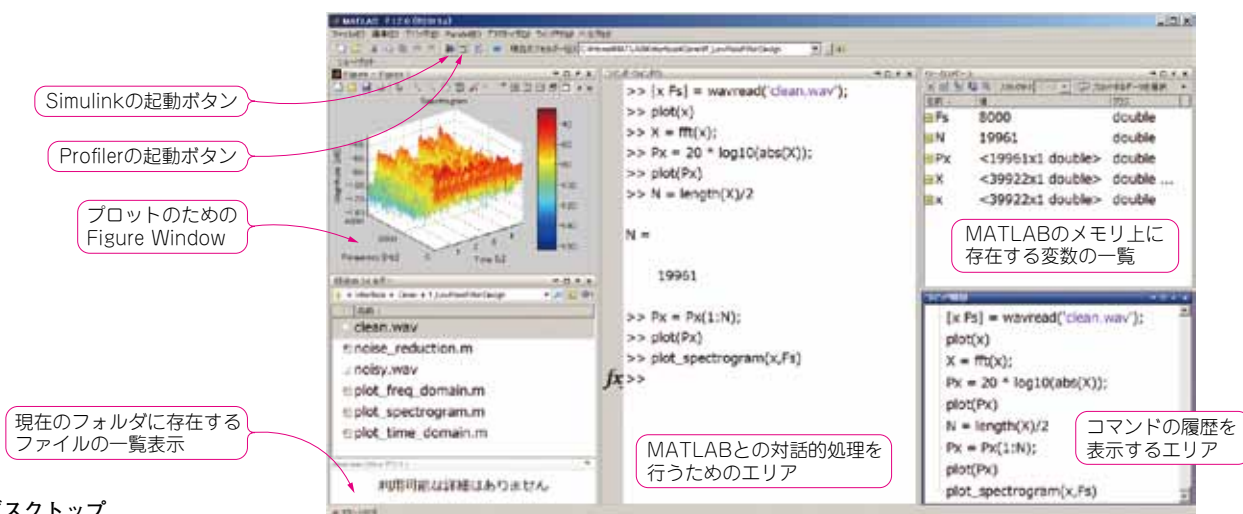 Simulinkの起動ボタン
Profilerの起動ボタン
プロットのための
Figure Window
現在のフォルダに存在する
ファイルの一覧表示
clean.wav
noise_reduction.m
noisy.wav
plot_freq_domain.m
plot_spectrogram.m
plot_time_domain.m
利用可能な詳細はありません
>> [x Fs] = wavread('clean.wav');
>> plot(x)
>> X = fft(x);
>> Px = 20 * log10(abs(X));
>> plot(Px)
>> N = length(X)/2
N =
19961
>> Px = Px(1:N);
>> plot(Px)
>> plot_spectrogram(x,Fs)
fx >>
MATLABとの対話的処理を
行うためのエリア
Fs 8000 double
N 19961 double
Px <19961x1 double> double
X <39922x1 double> double ...
x <39922x1 double> double
MATLABのメモリ上に
存在する変数の一覧
[x Fs] = wavread('clean.wav');
plot(x)
X = fft(x);
Px = 20 * log10(abs(X));
plot(Px)
N = length(X)/2
Px = Px(1:N);
plot(Px)
plot_spectrogram(x,Fs)
コマンドの履歴を
表示するエリア
スクトップ